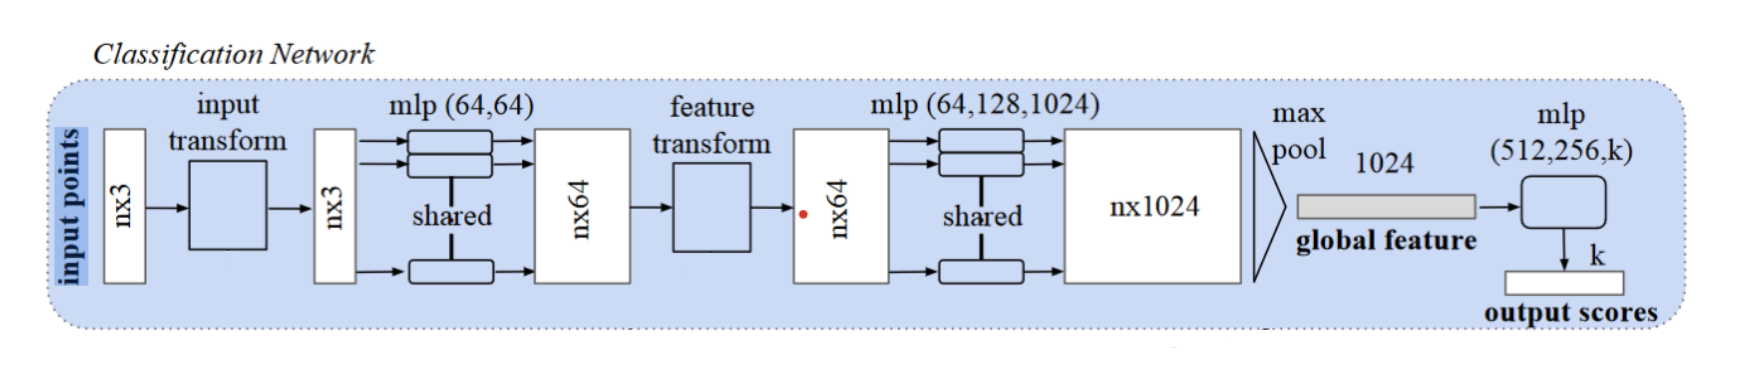 Classification Network
input points
nx3
input
transform
nx3
mlp (64,64)
shared
nx64
feature
transform
nx64
mlp (64,128,1024)
shared
nx1024
max
pool
1024
global feature
mlp
(512,256,k)
k
output scores